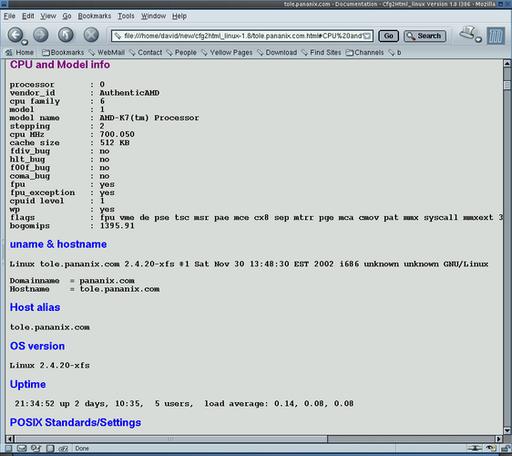 tole.pananix.com - Documentation - Cfg2Html_linux Version 1.8 i386 - Mozilla
File Edit View Go Bookmarks Tools Window Help
file:///home/david/new/cfg2html_linux-1.8/tole.pananix.com.html#CPU%20and%
Go Search
Home Bookmarks WebMail Contact People Yellow Pages Download Find Sites Channels b
CPU and Model info
processor : 0
vendor_id : AuthenticAMD
cpu family : 6
model : 1
model name : AMD-K7(tm) Processor
stepping : 2
cpu MHz : 700.050
cache size : 512 KB
fdiv_bug : no
hlt_bug : no
f00f_bug : no
coma_bug : no
fpu : yes
fpu_exception : yes
cpuid level : 1
wp : yes
flags : fpu vme de pse tsc msr pae mce cx8 sep mtrr pge mca cmov pat mmx syscall mmxext 3
bogomips : 1395.91
uname & hostname
Linux tole.pananix.com 2.4.20-xfs #1 Sat Nov 30 13:48:30 EST 2002 i686 unknown unknown GNU/Linux
Domainname = pananix.com
Hostname = tole.pananix.com
Host alias
tole.pananix.com
OS version
Linux 2.4.20-xfs
Uptime
21:34:52 up 2 days, 10:35, 5 users, load average: 0.14, 0.08, 0.08
POSIX Standards/Settings
Done